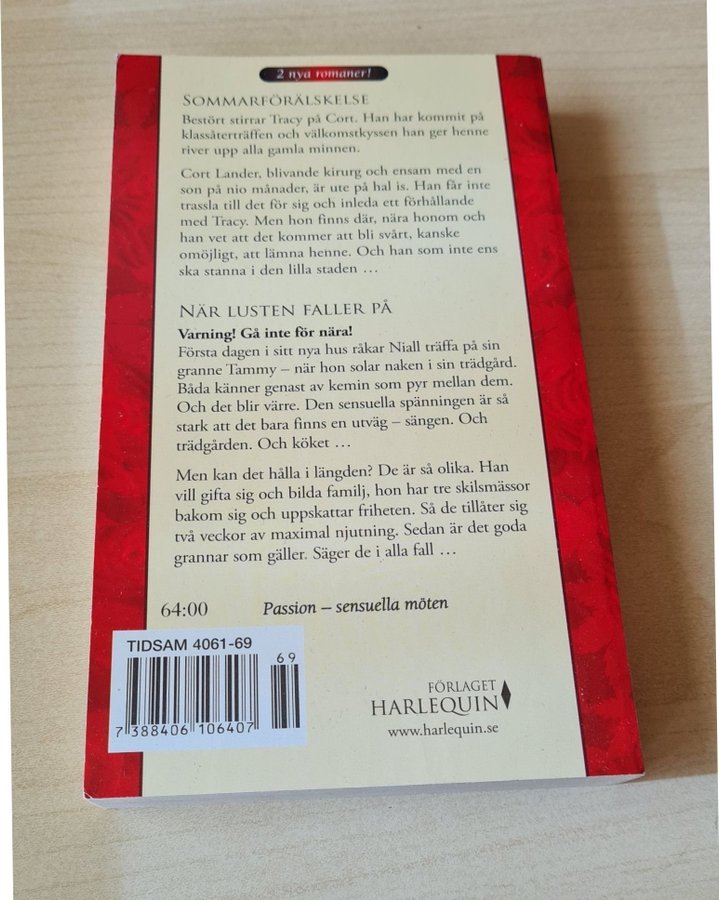 2 nya romaner!
SOMMARFÖRÄLSKELSE
Bestört stirrar Tracy på Cort. Han har kommit på
klassåterträffen och välkomstkyssen han ger henne
river upp alla gamla minnen.
Cort Lander, blivande kirurg och ensam med en
son på nio månader, är ute på hal is. Han får inte
trassla till det för sig och inleda ett förhållande
med Tracy. Men hon finns där, nära honom och
han vet att det kommer att bli svårt, kanske
omöjligt, att lämna henne. Och han som inte ens
ska stanna i den lilla staden …
NÄR LUSTEN FALLER PÅ
Varning! Gå inte för nära!
Första dagen i sitt nya hus råkar Niall träffa på sin
granne Tammy – när hon solar naken i sin trädgård.
Båda känner genast av kemin som pyr mellan dem.
Och det blir värre. Den sensuella spänningen är så
stark att det bara finns en utväg – sängen. Och
trädgården. Och köket …
Men kan det hålla i längden? De är så olika. Han
vill gifta sig och bilda familj, hon har tre skilsmässor
bakom sig och uppskattar friheten. Så de tillåter sig
två veckor av maximal njutning. Sedan är det goda
grannar som gäller. Säger de i alla fall …
64:00 Passion – sensuella möten
TIDSAM 4061-69
69
7 388406 106407
FÖRLAGET
HARLEQUIN
www.harlequin.se